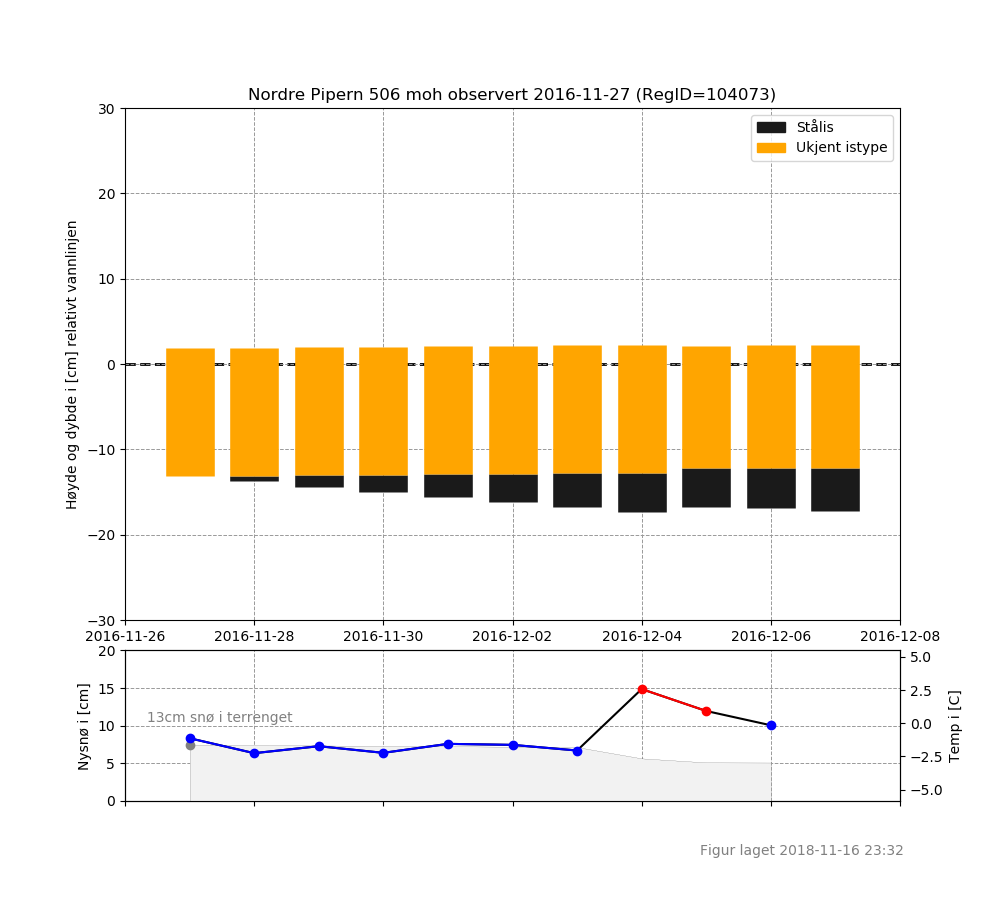 Nordre Pipern 506 moh observert 2016-11-27 (RegID=104073)
Stålis
Ukjent istype
Høyde og dybde i [cm] relativt vannlinjen
30
20
10
0
−10
−20
−30
2016-11-26 2016-11-28 2016-11-30 2016-12-02 2016-12-04 2016-12-06 2016-12-08
Nysnø i [cm]
20
15
10
5
0
13cm snø i terrenget
5.0
2.5
0.0
−2.5
−5.0
Temp i [C]
Figur laget 2018-11-16 23:32